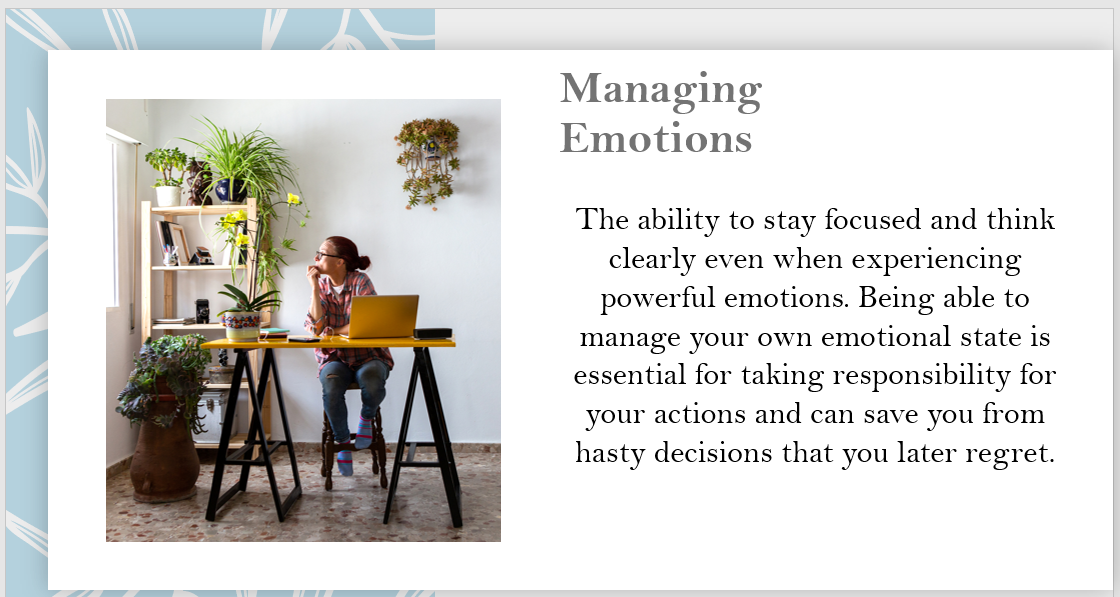 Managing
Emotions
The ability to stay focused and think
clearly even when experiencing
powerful emotions. Being able to
manage your own emotional state is
essential for taking responsibility for
your actions and can save you from
hasty decisions that you later regret.